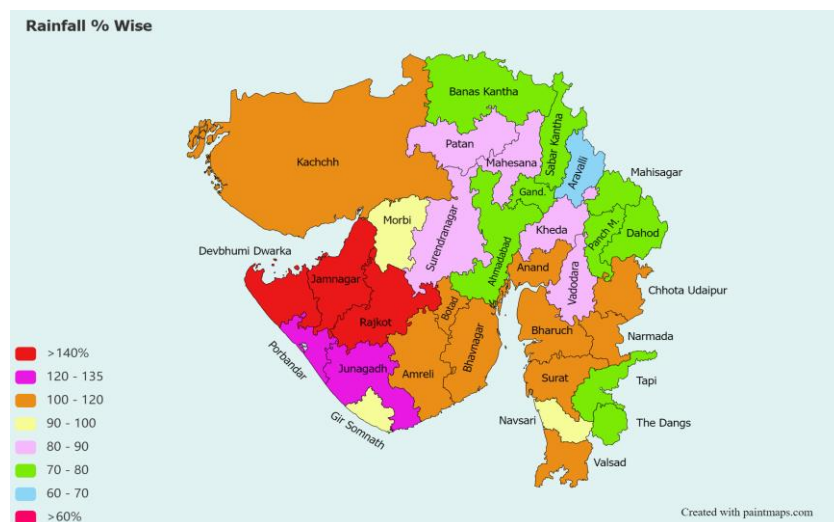 Rainfall % Wise
Banas Kantha
Patan
Mahesana
Sabar Kantha
Aravalli
Mahisagar
Kachchh
Gand.
Morbi
Surendranagar
Ahmadabad
Kheda
Panch M.
Dahod
Devbhumi Dwarka
Jamnagar
Anand
Vadodara
Chhota Udaipur
Rajkot
Botad
Bhavnagar
Bharuch
Narmada
>140%
120 - 135
100 - 120
90 - 100
80 - 90
70 - 80
60 - 70
>60%
Porbandar
Junagadh
Amreli
Surat
Tapi
Gir Somnath
Navsari
The Dangs
Valsad
Created with paintmaps.com